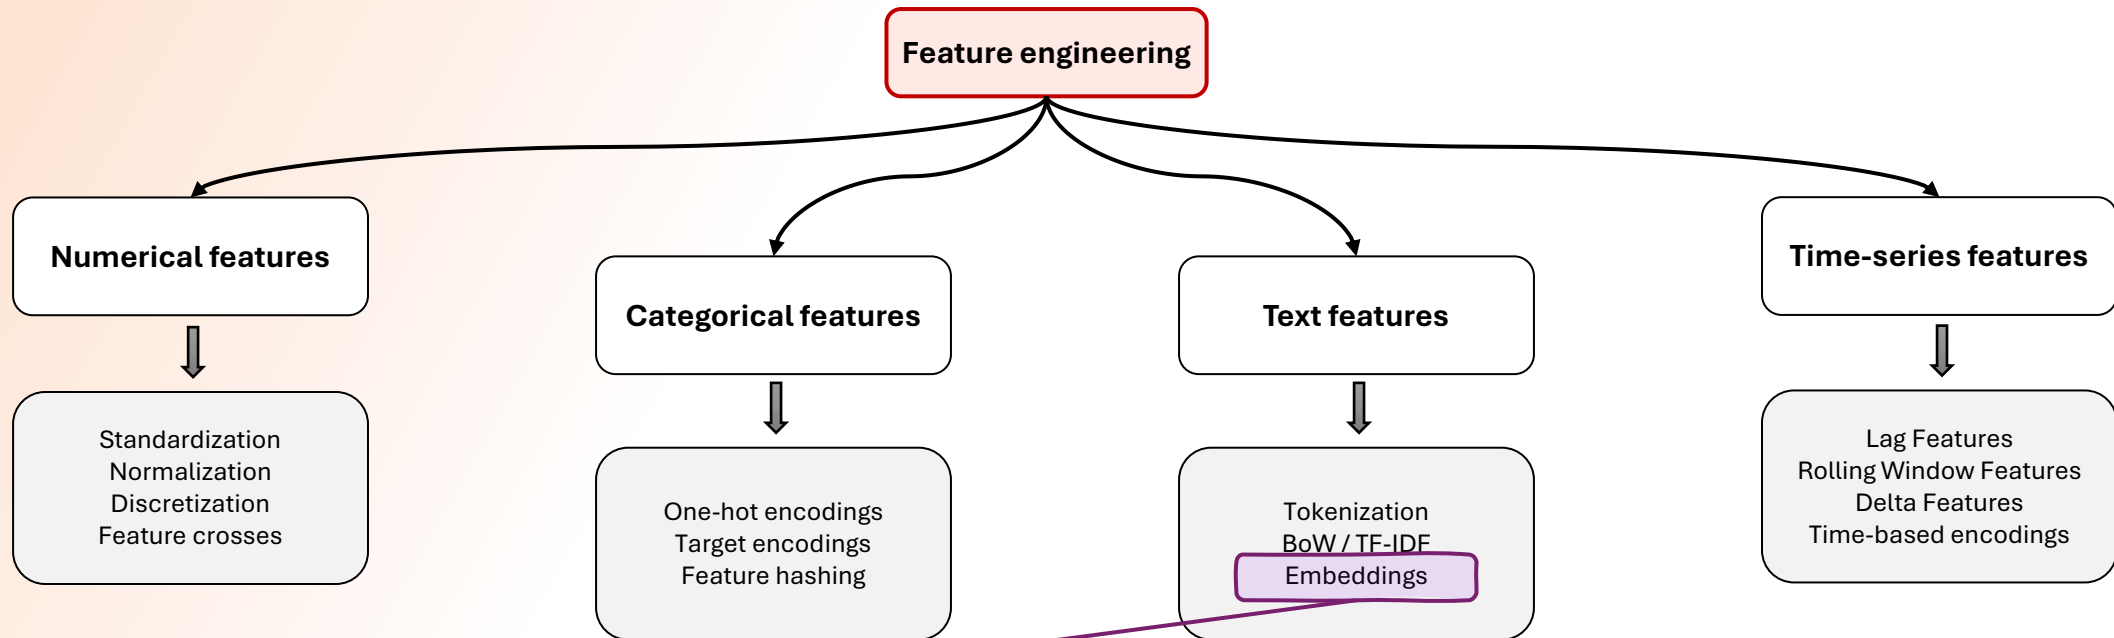 Feature engineering
Numerical features
Categorical features
Text features
Time-series features
Standardization
Normalization
Discretization
Feature crosses
One-hot encodings
Target encodings
Feature hashing
Tokenization
BoW / TF-IDF
Embeddings
Lag Features
Rolling Window Features
Delta Features
Time-based encodings